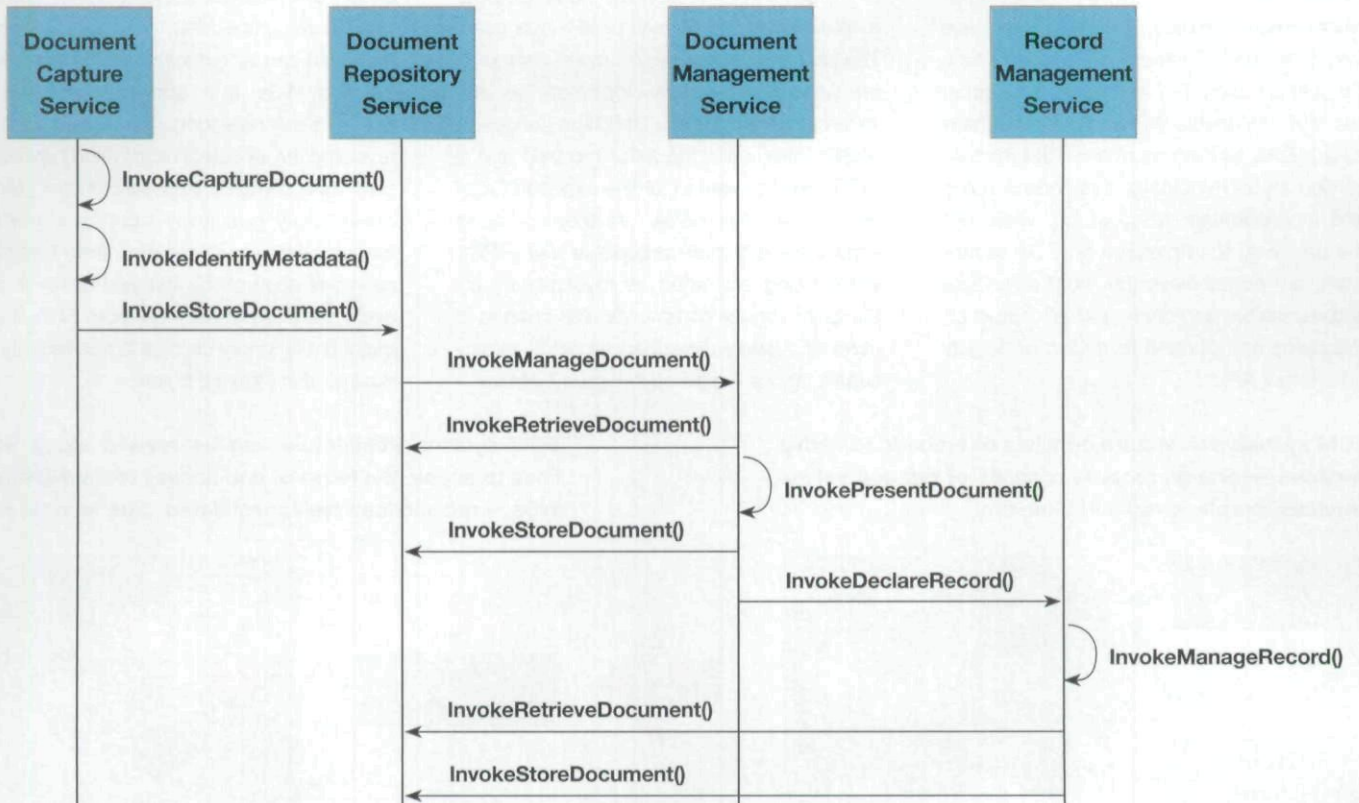 Document
Capture
Service
Document
Repository
Service
Document
Management
Service
Record
Management
Service
InvokeCaptureDocument()
InvokeIdentifyMetadata()
InvokeStoreDocument()
InvokeManageDocument()
InvokeRetrieveDocument()
InvokePresentDocument()
InvokeStoreDocument()
InvokeDeclareRecord()
InvokeManageRecord()
InvokeRetrieveDocument()
InvokeStoreDocument()